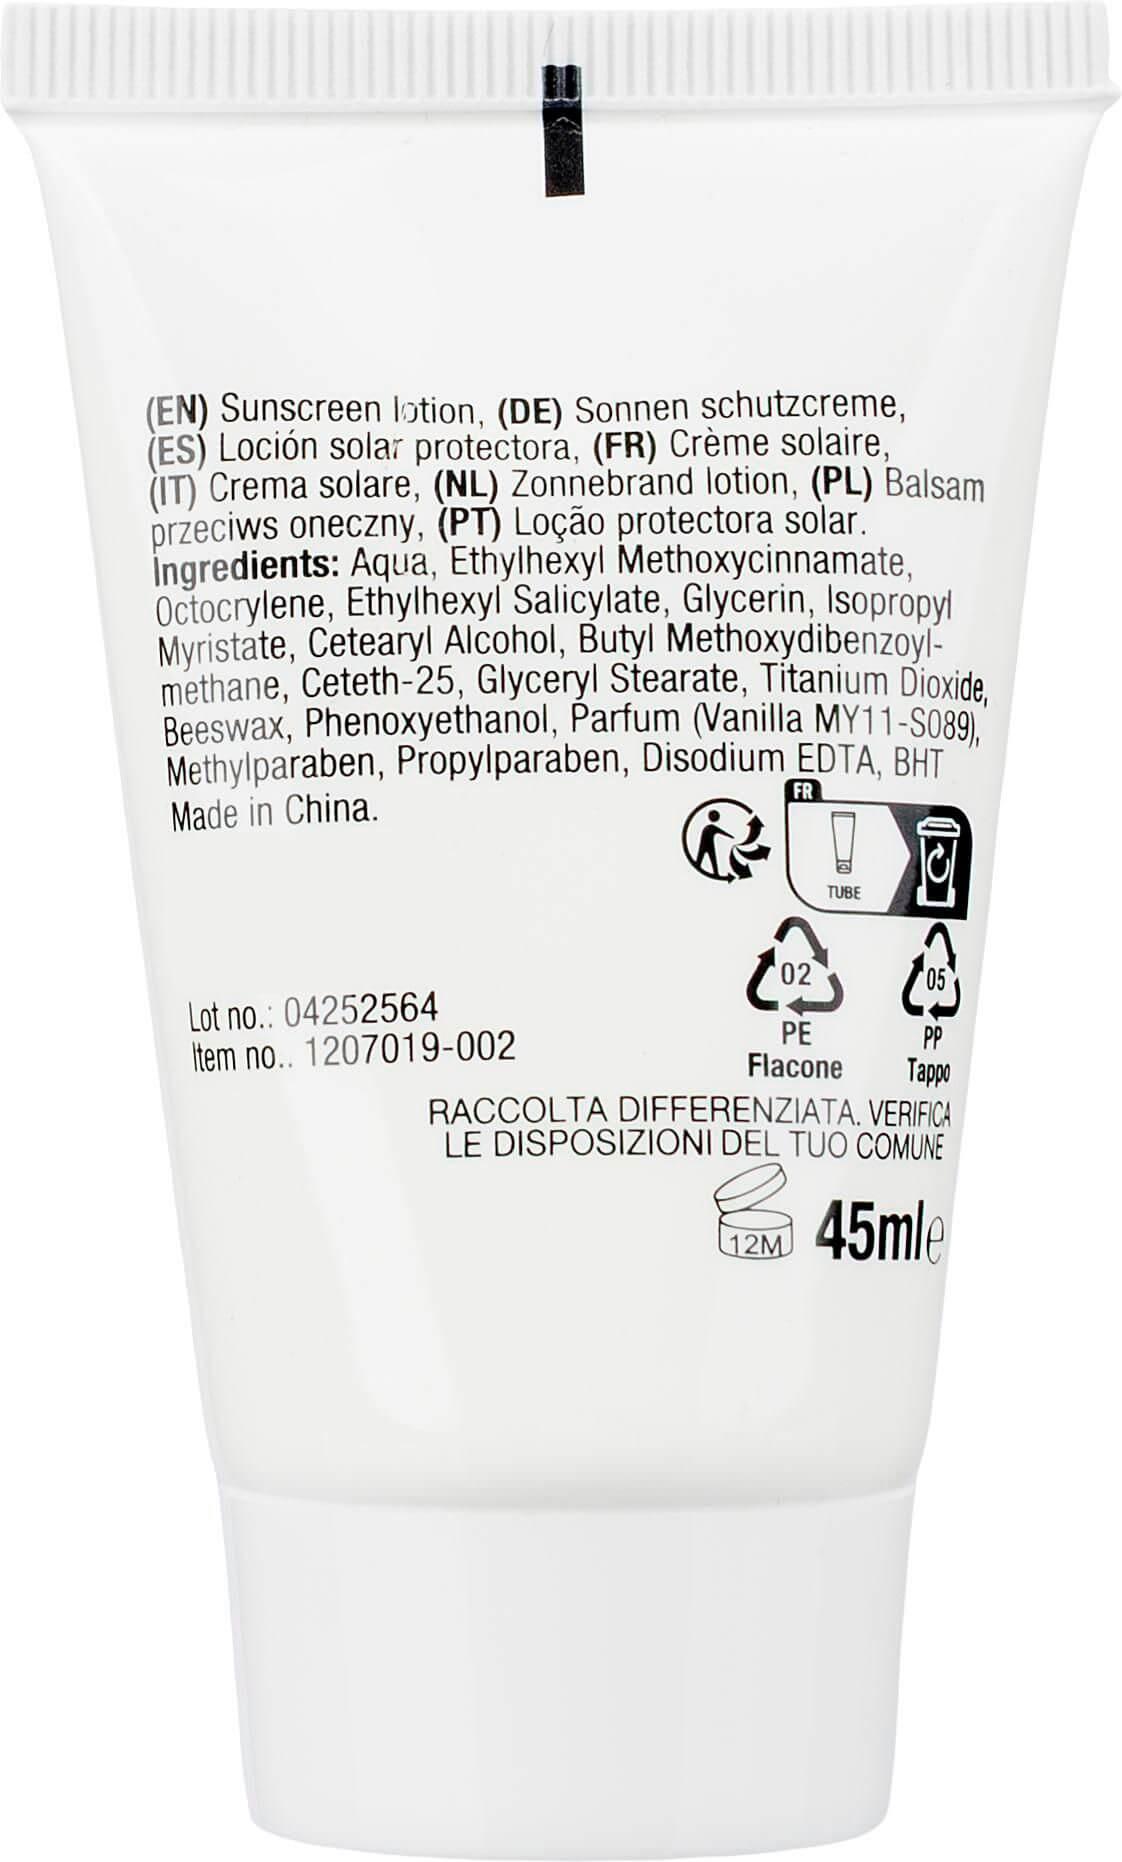 (EN) Sunscreen lotion, (DE) Sonnen schutzcreme,
(ES) Loción solar protectora, (FR) Crème solaire,
(IT) Crema solare, (NL) Zonnebrand lotion, (PL) Balsam
przeciws oneczny, (PT) Loção protectora solar.
Ingredients: Aqua, Ethylhexyl Methoxycinnamate,
Octocrylene, Ethylhexyl Salicylate, Glycerin, Isopropyl
Myristate, Cetearyl Alcohol, Butyl Methoxydibenzoyl-
methane, Ceteth-25, Glyceryl Stearate, Titanium Dioxide,
Beeswax, Phenoxyethanol, Parfum (Vanilla MY11-S089),
Methylparaben, Propylparaben, Disodium EDTA, BHT
Made in China.
FR
TUBE
02
PE
Flacone
05
PP
Tappo
Lot no.: 04252564
Item no.. 1207019-002
RACCOLTA DIFFERENZIATA. VERIFICA
LE DISPOSIZIONI DEL TUO COMUNE
12M
45ml e